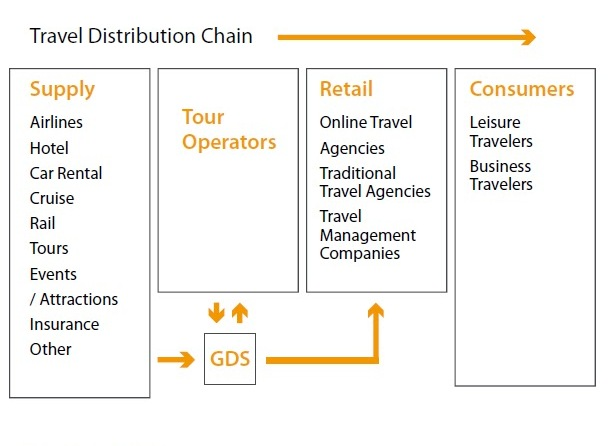 Travel Distribution Chain
Supply
Airlines
Hotel
Car Rental
Cruise
Rail
Tours
Events
/ Attractions
Insurance
Other
Tour
Operators
Retail
Online Travel
Agencies
Traditional
Travel Agencies
Travel
Management
Companies
Consumers
Leisure
Travelers
Business
Travelers
GDS